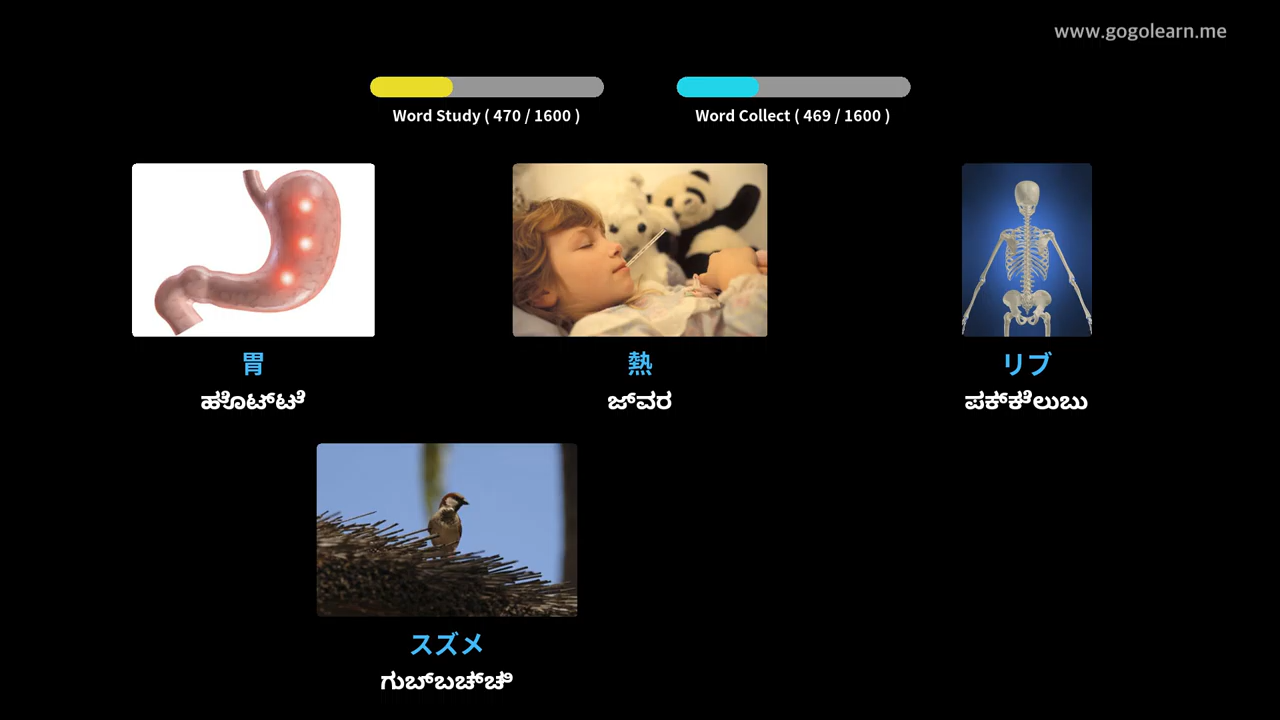 www.gogolearn.me
Word Study ( 470 / 1600 )
Word Collect ( 469 / 1600 )
胃
熱
リブ
ಹೊಟ್ಟೆ
ಜ್ವರ
ಪಕ್ಕೆಲುಬು
スズメ
ಗುಬ್ಬಚ್ಚಿ